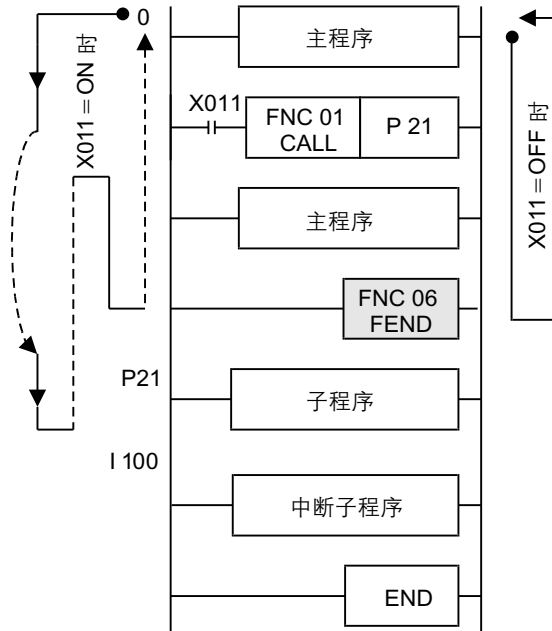 0
主程序
X011 = ON 时
X011
FNC 01
CALL
P 21
X011 = OFF 时
主程序
FNC 06
FEND
P21
子程序
I 100
中断子程序
END